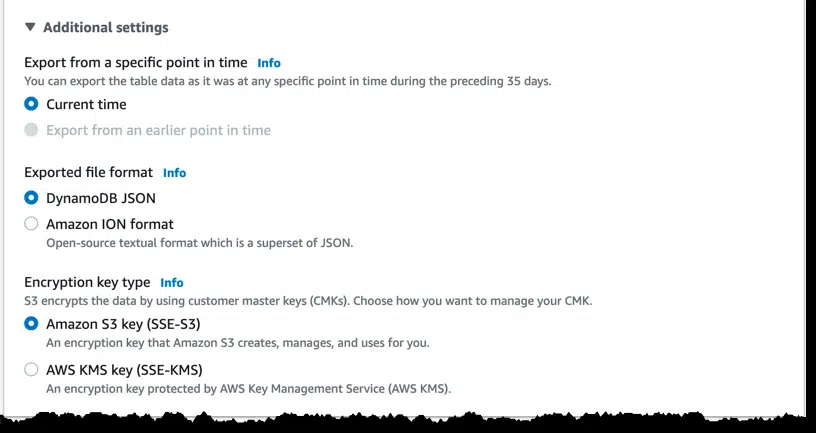 Additional settings
Export from a specific point in time Info
You can export the table data as it was at any specific point in time during the preceding 35 days.
Current time
Export from an earlier point in time
Exported file format Info
DynamoDB JSON
Amazon ION format
Open-source textual format which is a superset of JSON.
Encryption key type Info
S3 encrypts the data by using customer master keys (CMKs). Choose how you want to manage your CMK.
Amazon S3 key (SSE-S3)
An encryption key that Amazon S3 creates, manages, and uses for you.
AWS KMS key (SSE-KMS)
An encryption key protected by AWS Key Management Service (AWS KMS).